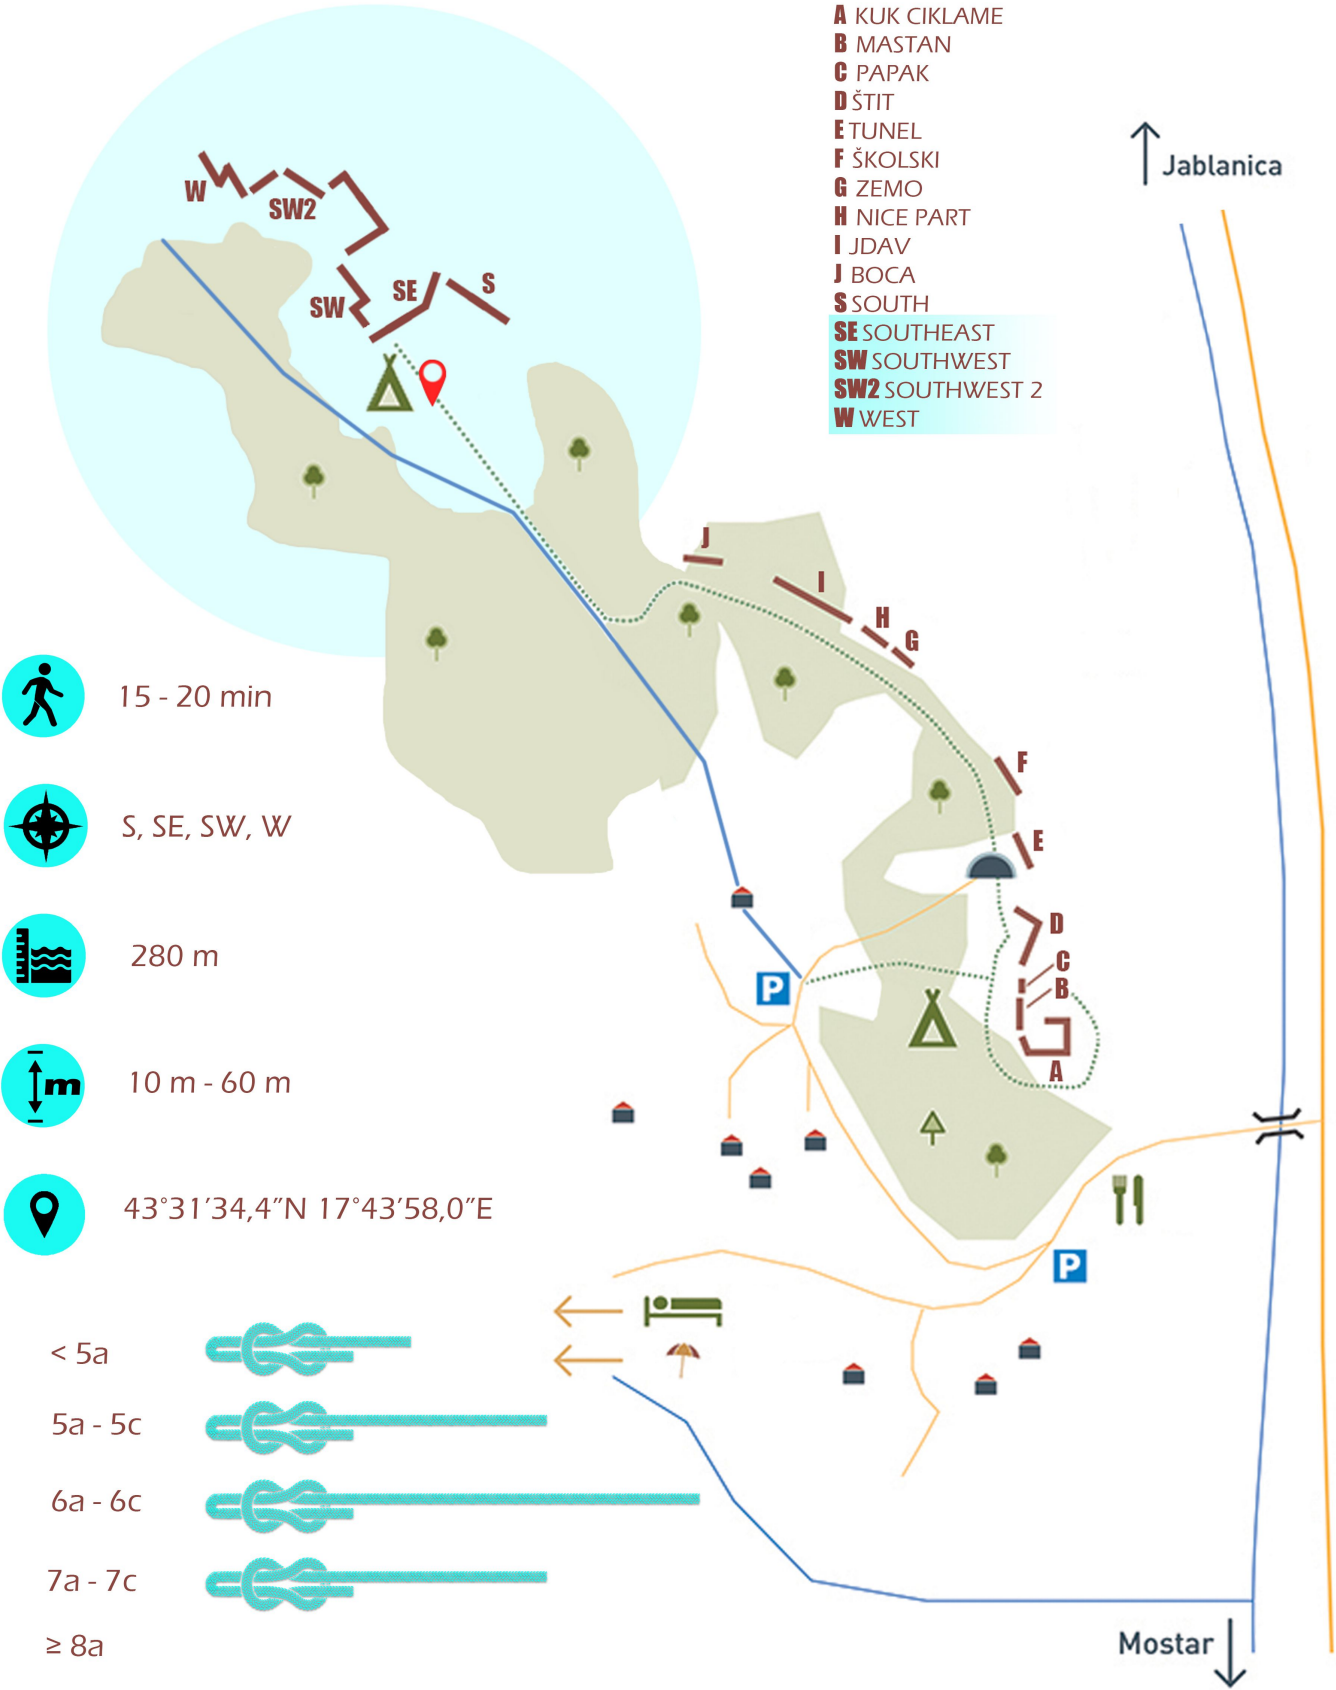 A KUK CIKLAME
B MASTAN
C PAPAK
D ŠTIT
E TUNEL
F ŠKOLSKI
G ZEMO
H NICE PART
I JDAV
J BOCA
S SOUTH
SE SOUTHEAST
SW SOUTHWEST
SW2 SOUTHWEST 2
W WEST
Jablanica
W
SW2
SW
SE
S
J
I
H
G
F
E
D
C
B
A
P
P
15 - 20 min
S, SE, SW, W
280 m
m
10 m - 60 m
43°31'34,4"N 17°43'58,0"E
< 5a
5a - 5c
6a - 6c
7a - 7c
≥ 8a
Mostar